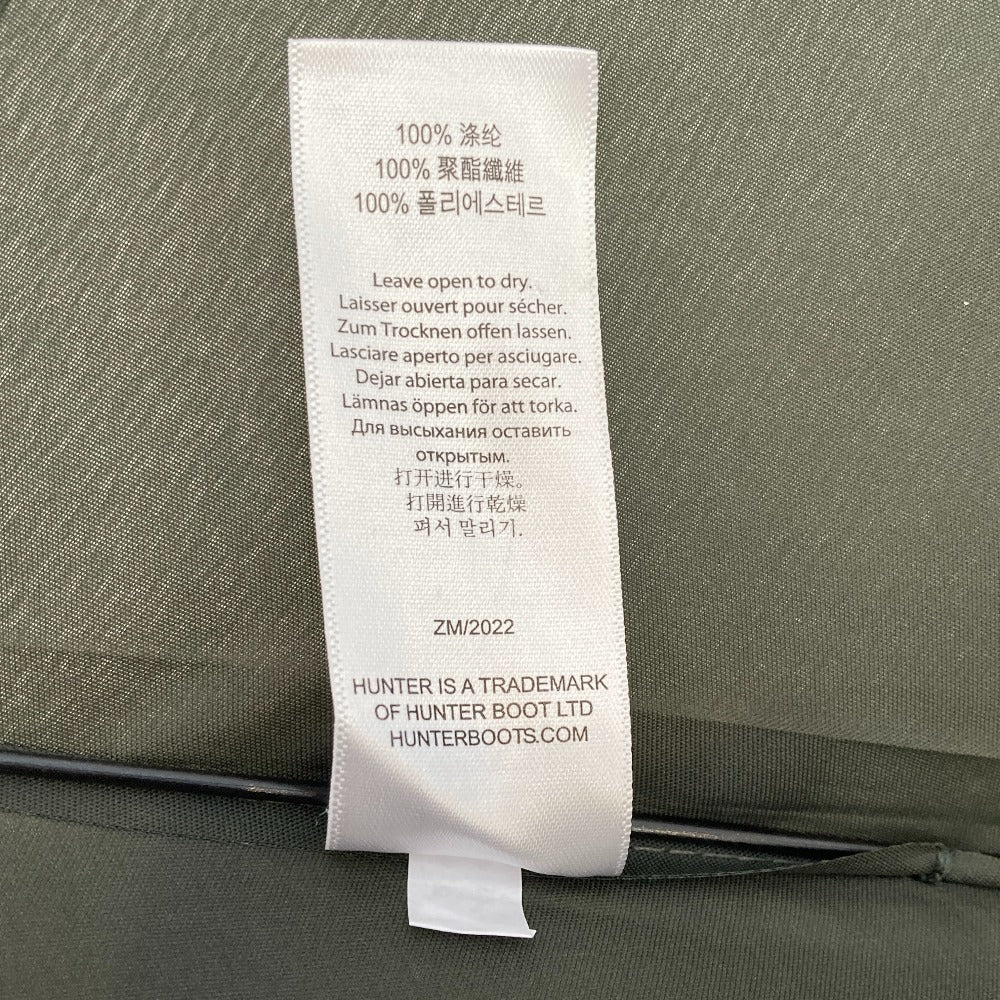 100% 涤纶
100% 聚酯纖維
100% 폴리에스테르
Leave open to dry.
Laisser ouvert pour sécher.
Zum Trocknen offen lassen.
Lasciare aperto per asciugare.
Dejar abierta para secar.
Lämnas öppen för att torka.
Для высыхания оставить
открытым.
打开进行干燥。
打開進行乾燥
펴서 말리기.
ZM/2022
HUNTER IS A TRADEMARK
OF HUNTER BOOT LTD
HUNTERBOOTS.COM